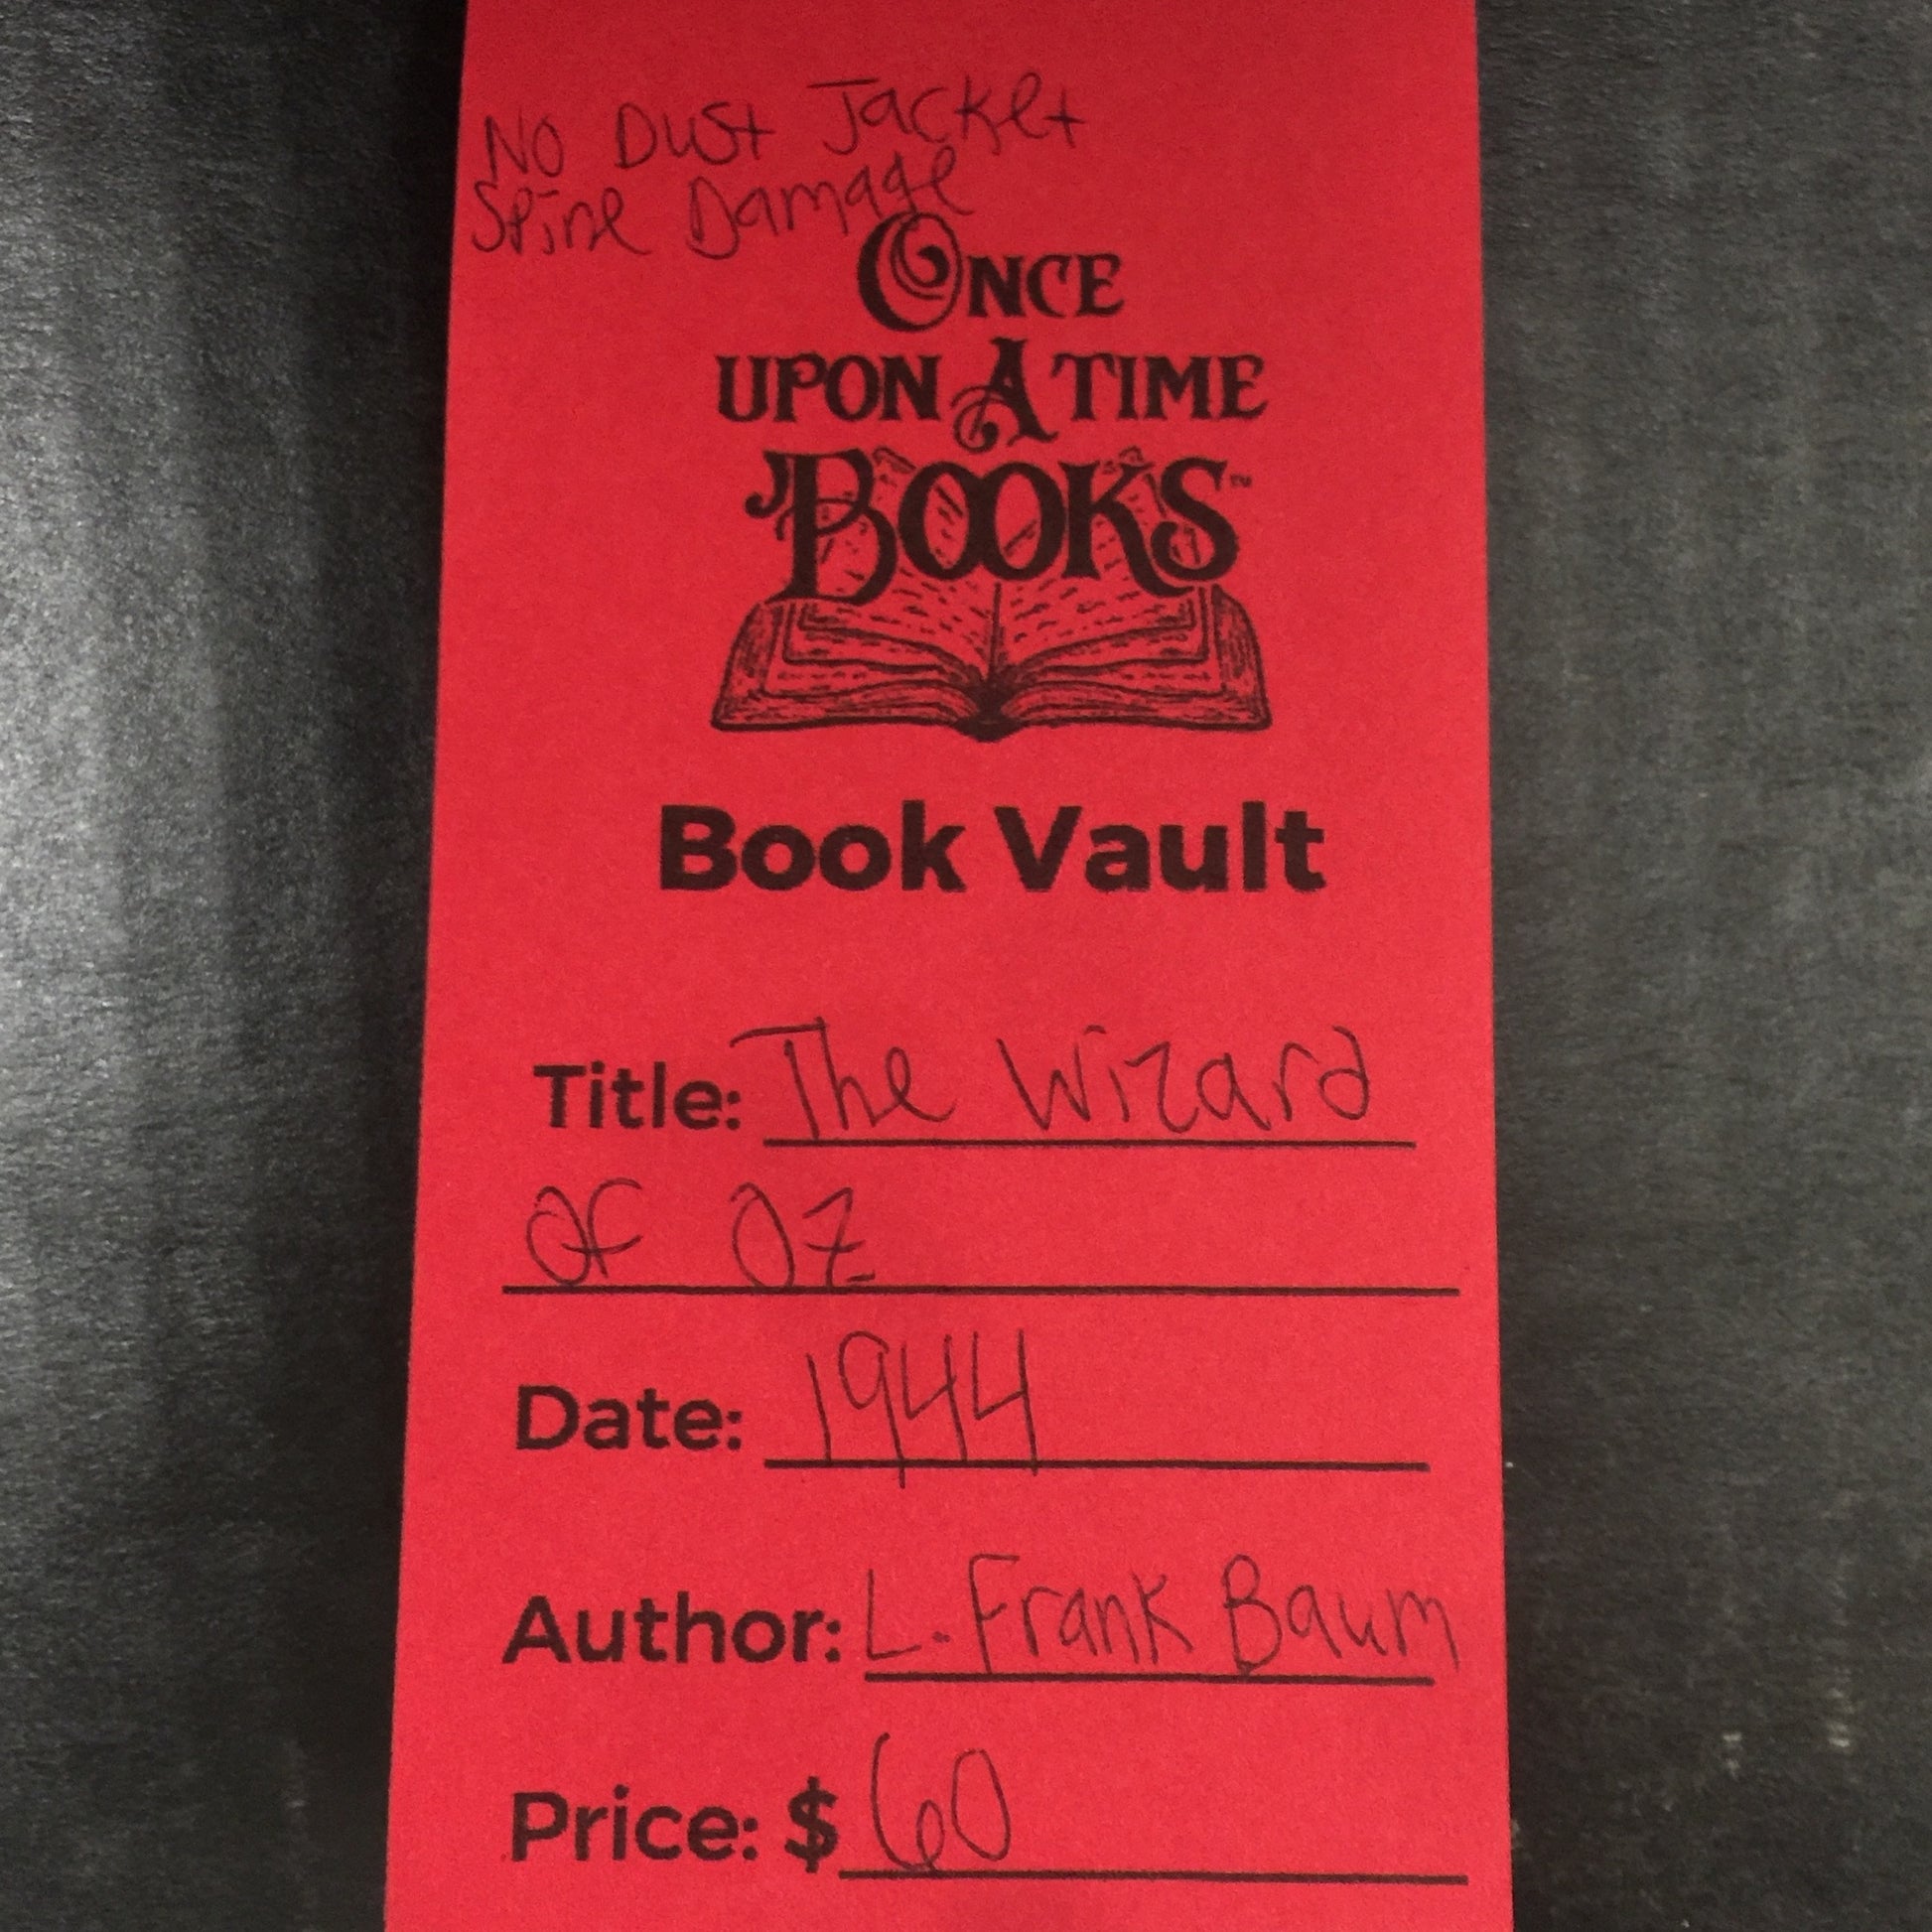 No Dust Jacket
Spine Damage
ONCE
UPON A TIME
BOOKS™
Book Vault
Title: The Wizard
of Oz
Date: 1944
Author: L. Frank Baum
Price: $60